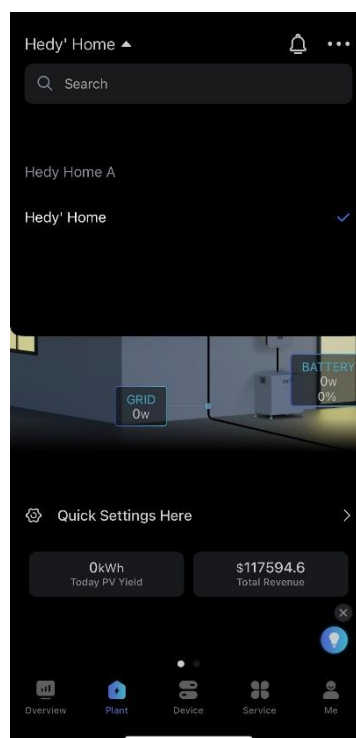 Hedy' Home
Search
Hedy Home A
Hedy' Home
BATTERY
0w
0%
GRID
0w
Quick Settings Here
0kWh
Today PV Yield
$117594.6
Total Revenue
Overview
Plant
Device
Service
Me